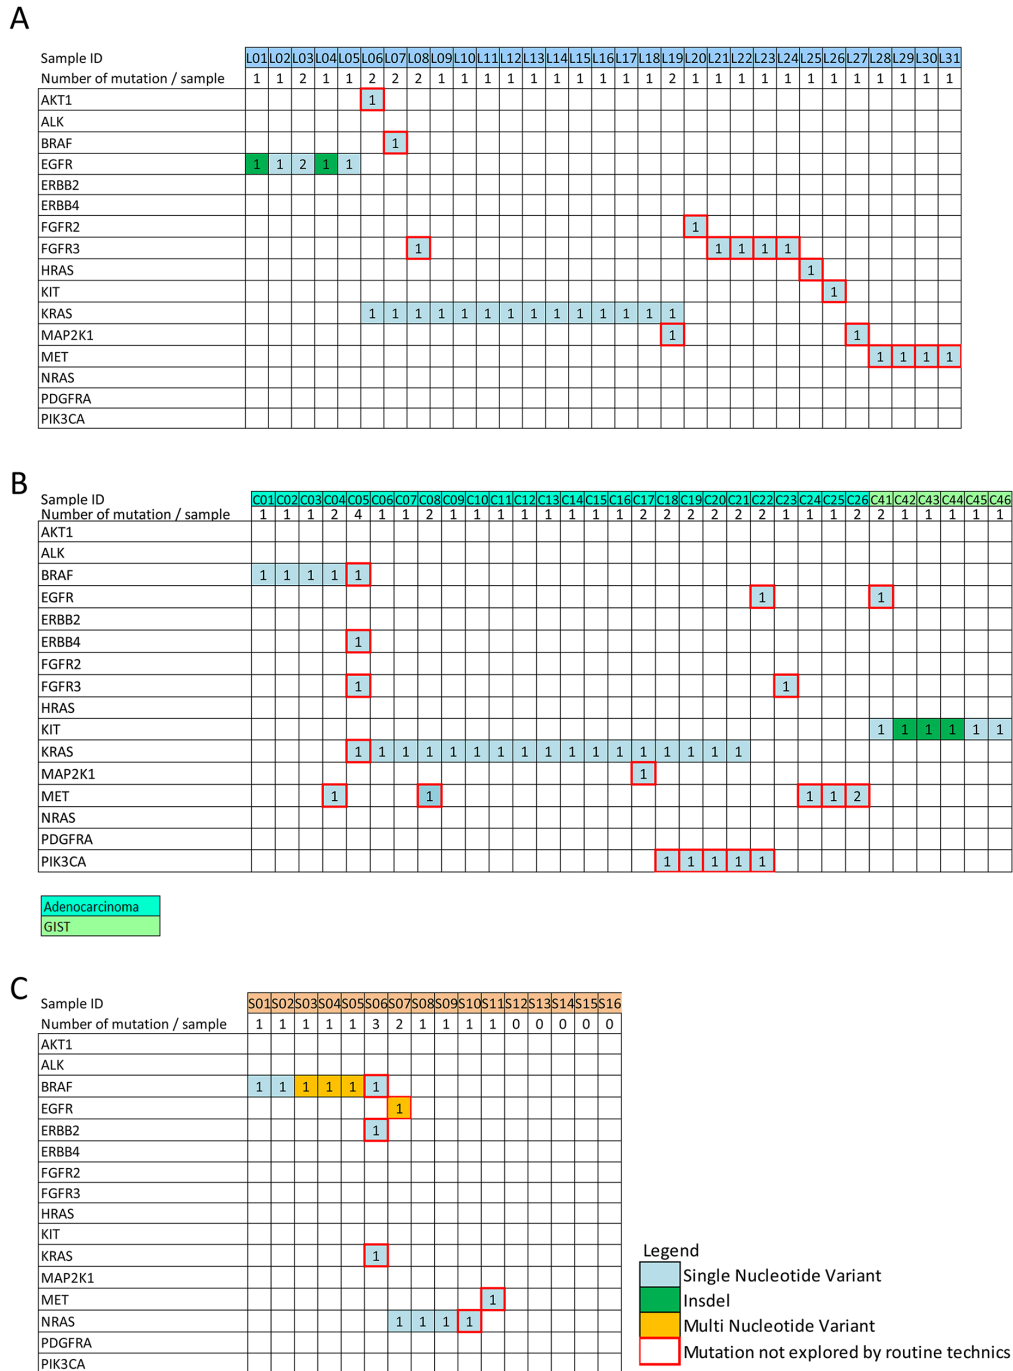 A
Sample ID L01 L02 L03 L04 L05 L06 L07 L08 L09 L10 L11 L12 L13 L14 L15 L16 L17 L18 L19 L20 L21 L22 L23 L24 L25 L26 L27 L28 L29 L30 L31
Number of mutation / sample 1 1 2 1 1 2 2 2 1 1 1 1 1 1 1 1 1 1 2 1 1 1 1 1 1 1 1 1 1 1 1
AKT1 1
ALK
BRAF 1
EGFR 1 1 2 1 1
ERBB2
ERBB4
FGFR2 1
FGFR3 1 1 1 1 1
HRAS 1
KIT 1
KRAS 1 1 1 1 1 1 1 1 1 1 1 1 1 1
MAP2K1 1 1
MET 1 1 1 1
NRAS
PDGFRA
PIK3CA
B
Sample ID C01 C02 C03 C04 C05 C06 C07 C08 C09 C10 C11 C12 C13 C14 C15 C16 C17 C18 C19 C20 C21 C22 C23 C24 C25 C26 C41 C42 C43 C44 C45 C46
Number of mutation / sample 1 1 1 2 4 1 1 2 1 1 1 1 1 1 1 1 2 2 2 2 2 2 1 1 1 2 2 1 1 1 1 1
AKT1
ALK
BRAF 1 1 1 1 1
EGFR 1 1
ERBB2
ERBB4 1
FGFR2
FGFR3 1 1
HRAS
KIT 1 1 1 1 1 1
KRAS 1 1 1 1 1 1 1 1 1 1 1 1 1 1 1 1 1
MAP2K1 1
MET 1 1 1 1 2
NRAS
PDGFRA
PIK3CA 1 1 1 1 1
Adenocarcinoma
GIST
C
Sample ID S01 S02 S03 S04 S05 S06 S07 S08 S09 S10 S11 S12 S13 S14 S15 S16
Number of mutation / sample 1 1 1 1 1 3 2 1 1 1 1 0 0 0 0 0
AKT1
ALK
BRAF 1 1 1 1 1 1
EGFR 1
ERBB2 1
ERBB4
FGFR2
FGFR3
HRAS
KIT
KRAS 1
MAP2K1
MET 1
NRAS 1 1 1 1
PDGFRA
PIK3CA
Legend
Single Nucleotide Variant
Insdel
Multi Nucleotide Variant
Mutation not explored by routine technics